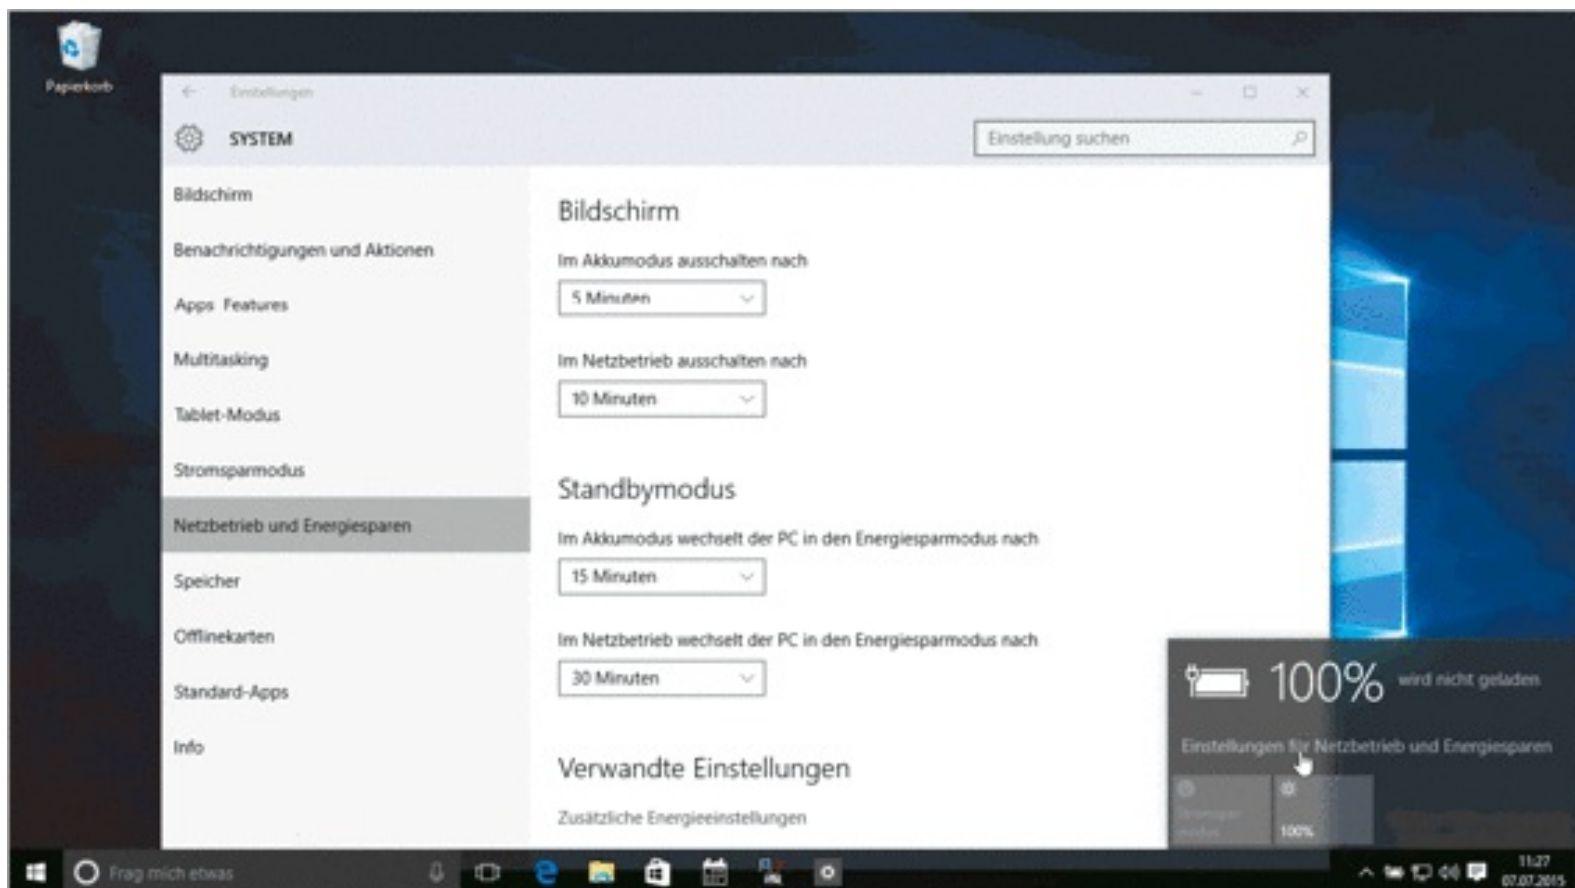 Papierkorb
Einstellungen
SYSTEM
Einstellung suchen
Bildschirm
Benachrichtigungen und Aktionen
Apps Features
Multitasking
Tablet-Modus
Stromsparmodus
Netzbetrieb und Energiesparen
Speicher
Offlinekarten
Standard-Apps
Info
Bildschirm
Im Akkumodus ausschalten nach
5 Minuten
Im Netzbetrieb ausschalten nach
10 Minuten
Standbymodus
Im Akkumodus wechselt der PC in den Energiesparmodus nach
15 Minuten
Im Netzbetrieb wechselt der PC in den Energiesparmodus nach
30 Minuten
Verwandte Einstellungen
Zusätzliche Energieeinstellungen
100% wird nicht geladen
Einstellungen für Netzbetrieb und Energiesparen
100%
Frag mich etwas
11:27
07.07.2015